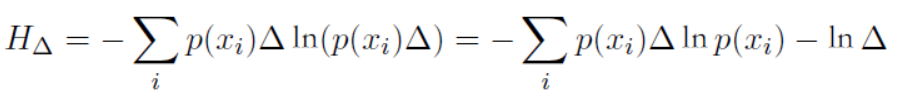 H_Δ = − ∑_i p(x_i)Δ ln(p(x_i)Δ) = − ∑_i p(x_i)Δ ln p(x_i) − ln Δ